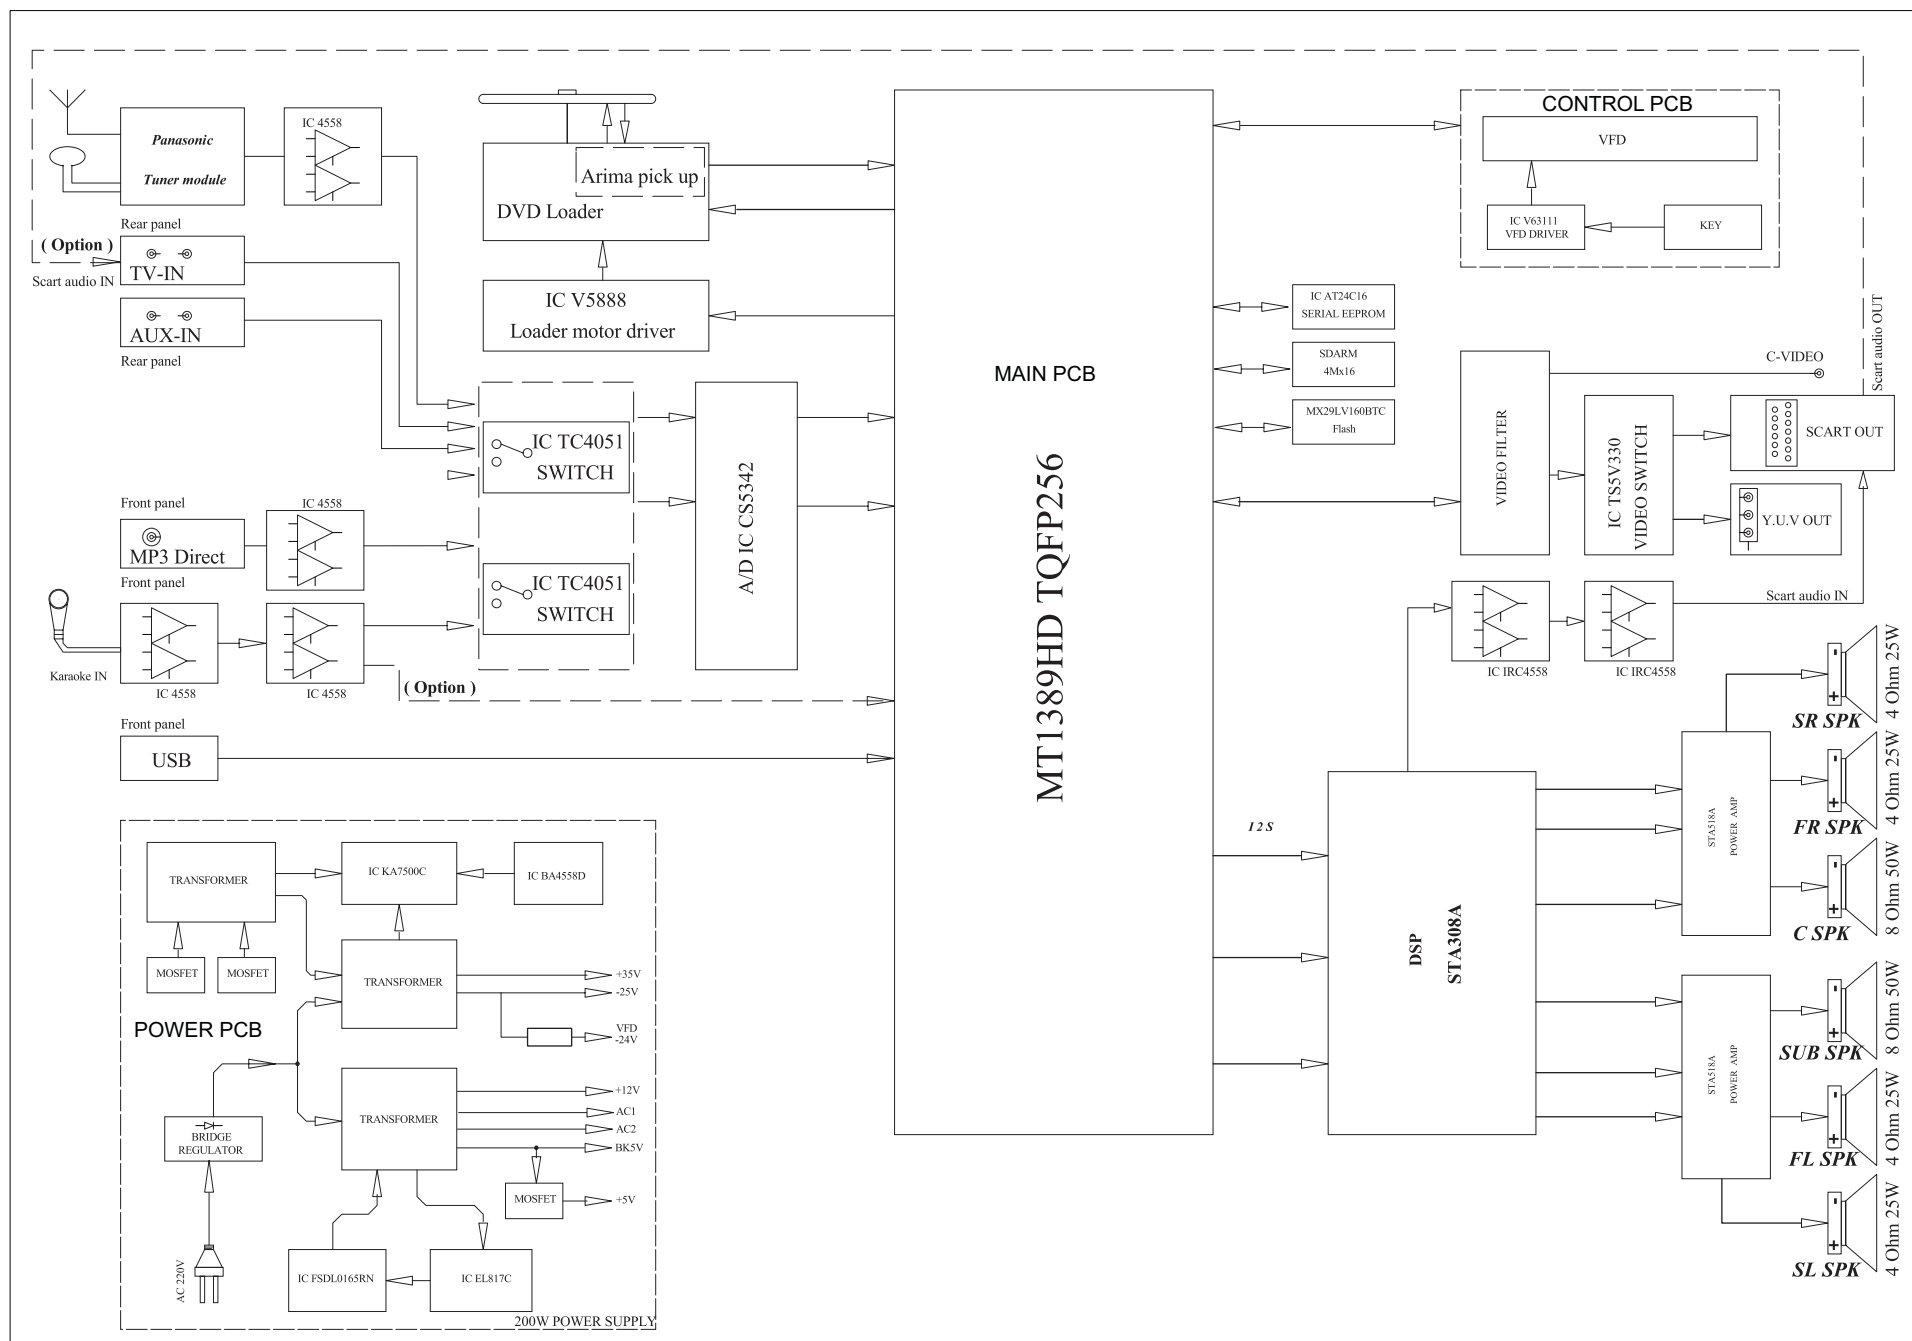 Panasonic
Tuner module
IC 4558
Rear panel
( Option )
Scart audio IN
TV-IN
AUX-IN
Rear panel
Arima pick up
DVD Loader
IC V5888
Loader motor driver
IC TC4051
SWITCH
IC TC4051
SWITCH
A/D IC CS5342
Front panel
MP3 Direct
IC 4558
Front panel
Karaoke IN
IC 4558
IC 4558
( Option )
Front panel
USB
MAIN PCB
MT1389HD TQFP256
CONTROL PCB
VFD
IC V63111
VFD DRIVER
KEY
IC AT24C16
SERIAL EEPROM
SDARM
4Mx16
MX29LV160BTC
Flash
VIDEO FILTER
IC TS5V330
VIDEO SWITCH
C-VIDEO
Scart audio OUT
SCART OUT
Y.U.V OUT
Scart audio IN
IC IRC4558
IC IRC4558
I 2 S
DSP
STA308A
STA518A
POWER AMP
STA518A
POWER AMP
SR SPK
4 Ohm 25W
FR SPK
4 Ohm 25W
C SPK
8 Ohm 50W
SUB SPK
8 Ohm 50W
FL SPK
4 Ohm 25W
SL SPK
4 Ohm 25W
POWER PCB
TRANSFORMER
IC KA7500C
IC BA4558D
MOSFET
MOSFET
TRANSFORMER
+35V
-25V
VFD
-24V
TRANSFORMER
+12V
AC1
AC2
BK5V
MOSFET
+5V
BRIDGE
REGULATOR
AC 220V
IC FSDL0165RN
IC EL817C
200W POWER SUPPLY